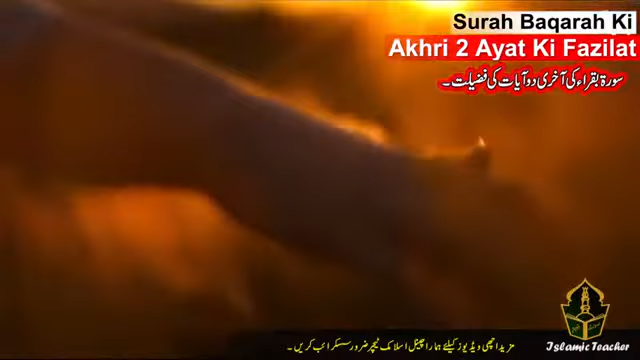 Surah Baqarah Ki
Akhri 2 Ayat Ki Fazilat
سورۃ بقراء کی آخری دو آیات کی فضیلت۔
مزید اچھی ویڈیوز کیلئے ہمارا چینل اسلامک ٹیچر ضرور سبسکرائب کریں۔
Islamic Teacher